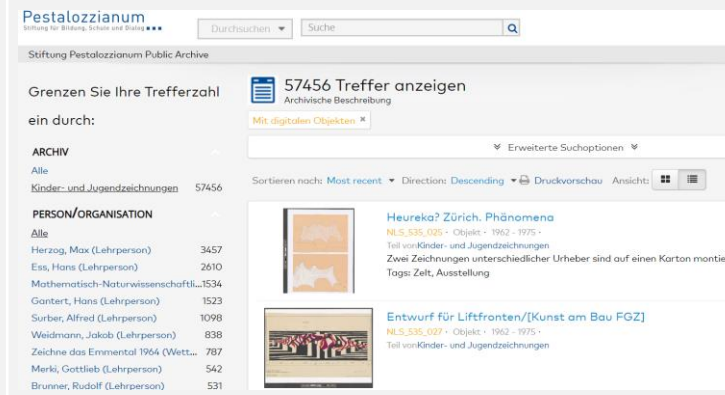 Pestalozzianum
Stiftung für Bildung, Schule und Dialog
Durchsuchen
Suche
Stiftung Pestalozzianum Public Archive
Grenzen Sie Ihre Trefferzahl
ein durch:
ARCHIV
Alle
Kinder- und Jugendzeichnungen 57456
PERSON/ORGANISATION
Alle
Herzog, Max (Lehrperson) 3457
Ess, Hans (Lehrperson) 2610
Mathematisch-Naturwissenschaftli...1534
Gantert, Hans (Lehrperson) 1523
Surber, Alfred (Lehrperson) 1098
Weidmann, Jakob (Lehrperson) 838
Zeichne das Emmental 1964 (Wett... 787
Merki, Gottlieb (Lehrperson) 542
Brunner, Rudolf (Lehrperson) 531
57456 Treffer anzeigen
Archivische Beschreibung
Mit digitalen Objekten ×
Erweiterte Suchoptionen
Sortieren nach: Most recent Direction: Descending Druckvorschau Ansicht:
Heureka? Zürich. Phänomena
NLS_535_025 · Objekt · 1962 - 1975 ·
Teil vonKinder- und Jugendzeichnungen
Zwei Zeichnungen unterschiedlicher Urheber sind auf einen Karton montie
Tags: Zelt, Ausstellung
Entwurf für Liftfronten/[Kunst am Bau FGZ]
NLS_535_027 · Objekt · 1962 - 1975 ·
Teil vonKinder- und Jugendzeichnungen